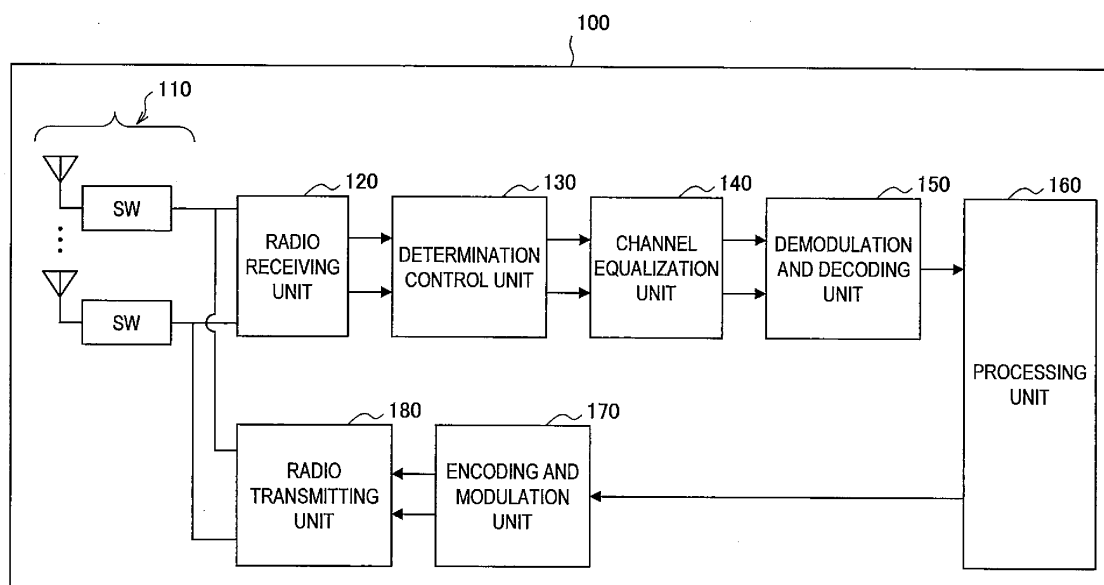 100
110
120
130
140
150
160
SW
RADIO
RECEIVING
UNIT
DETERMINATION
CONTROL UNIT
CHANNEL
EQUALIZATION
UNIT
DEMODULATION
AND DECODING
UNIT
SW
PROCESSING
UNIT
180
170
RADIO
TRANSMITTING
UNIT
ENCODING AND
MODULATION
UNIT